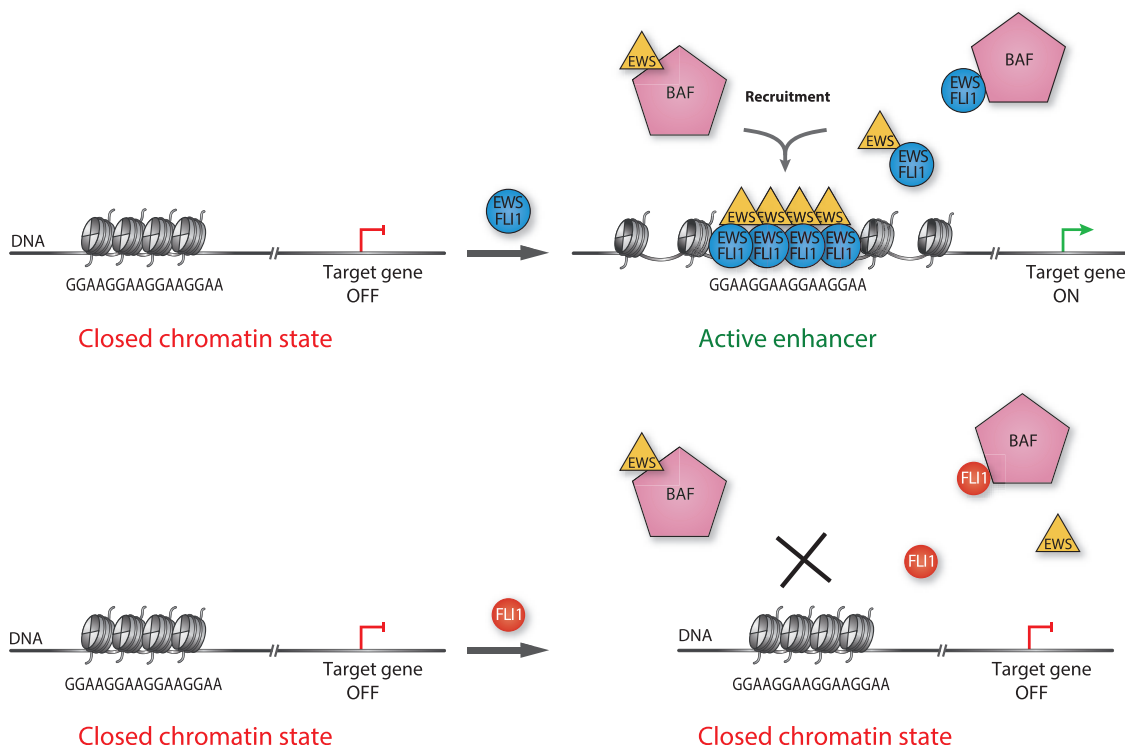 EWS
BAF
EWS
FLI1
BAF
Recruitment
EWS
EWS
FLI1
EWS
FLI1
EWS EWS EWS EWS
DNA
EWS EWS EWS EWS
FLI1 FLI1 FLI1 FLI1
Target gene
OFF
GGAAGGAAGGAAGGAA
GGAAGGAAGGAAGGAA
Target gene
ON
Closed chromatin state
Active enhancer
EWS
BAF
BAF
FLI1
EWS
FLI1
FLI1
DNA
DNA
Target gene
OFF
GGAAGGAAGGAAGGAA
GGAAGGAAGGAAGGAA
Target gene
OFF
Closed chromatin state
Closed chromatin state